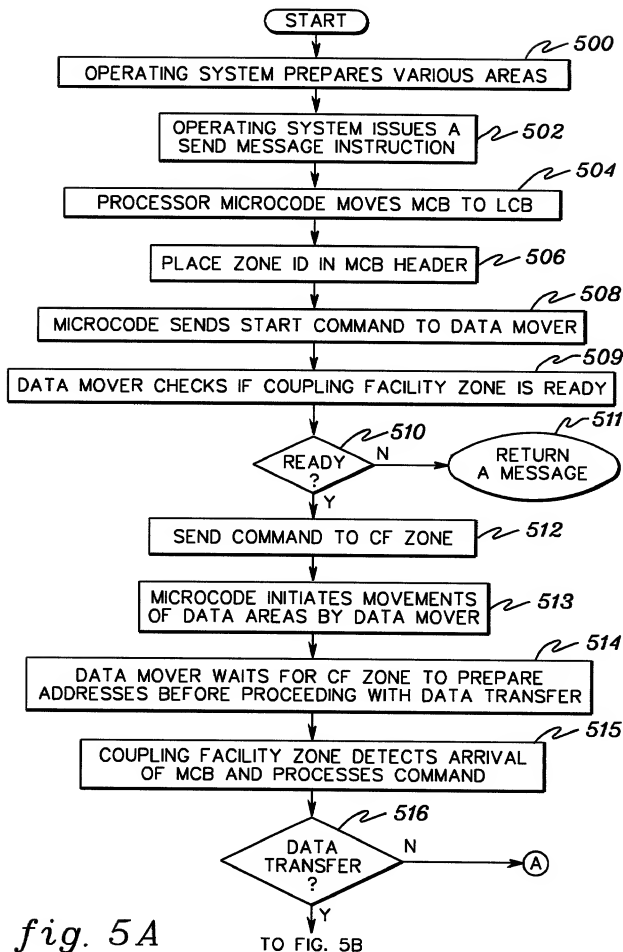 START
500
OPERATING SYSTEM PREPARES VARIOUS AREAS
OPERATING SYSTEM ISSUES A
SEND MESSAGE INSTRUCTION
502
504
PROCESSOR MICROCODE MOVES MCB TO LCB
PLACE ZONE ID IN MCB HEADER
506
508
MICROCODE SENDS START COMMAND TO DATA MOVER
509
DATA MOVER CHECKS IF COUPLING FACILITY ZONE IS READY
510
511
READY
?
N
RETURN
A MESSAGE
Y
SEND COMMAND TO CF ZONE
512
MICROCODE INITIATES MOVEMENTS
OF DATA AREAS BY DATA MOVER
513
514
DATA MOVER WAITS FOR CF ZONE TO PREPARE
ADDRESSES BEFORE PROCEEDING WITH DATA TRANSFER
515
COUPLING FACILITY ZONE DETECTS ARRIVAL
OF MCB AND PROCESSES COMMAND
516
DATA
TRANSFER
?
N
A
Y
fig. 5A
TO FIG. 5B